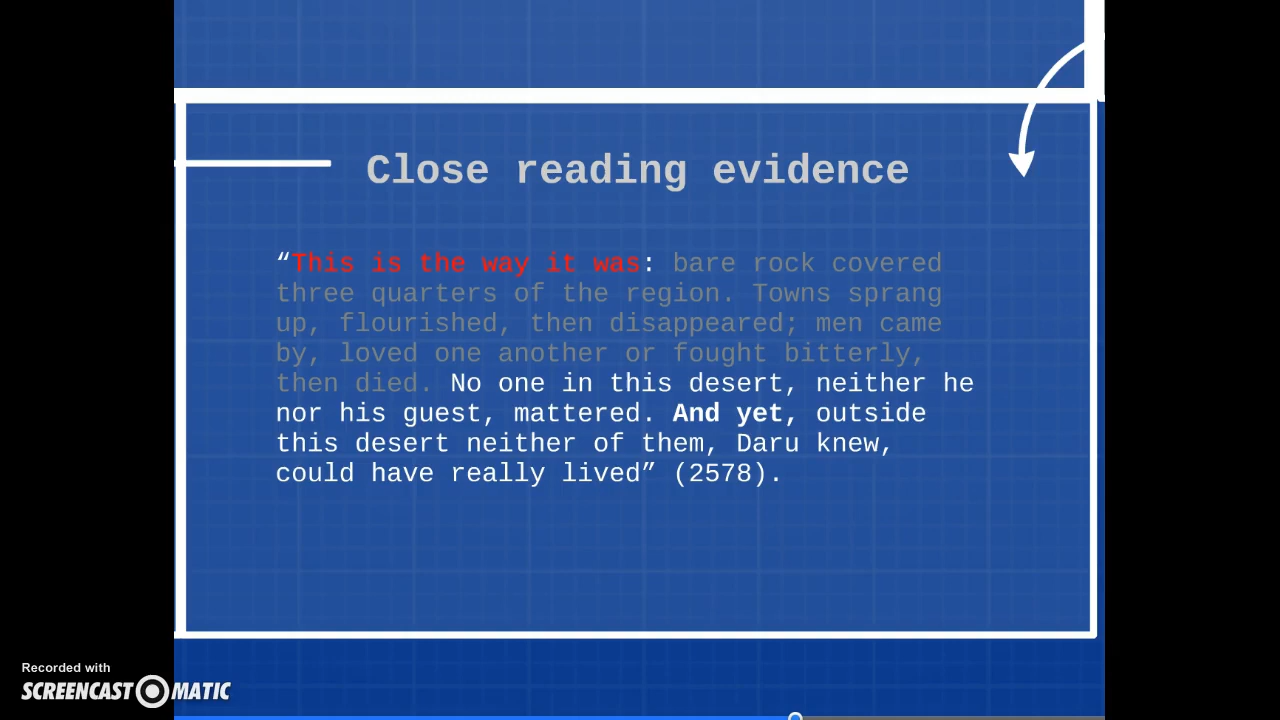 Close reading evidence
“This is the way it was: bare rock covered
three quarters of the region. Towns sprang
up, flourished, then disappeared; men came
by, loved one another or fought bitterly,
then died. No one in this desert, neither he
nor his guest, mattered. And yet, outside
this desert neither of them, Daru knew,
could have really lived” (2578).
Recorded with
SCREENCAST MATIC